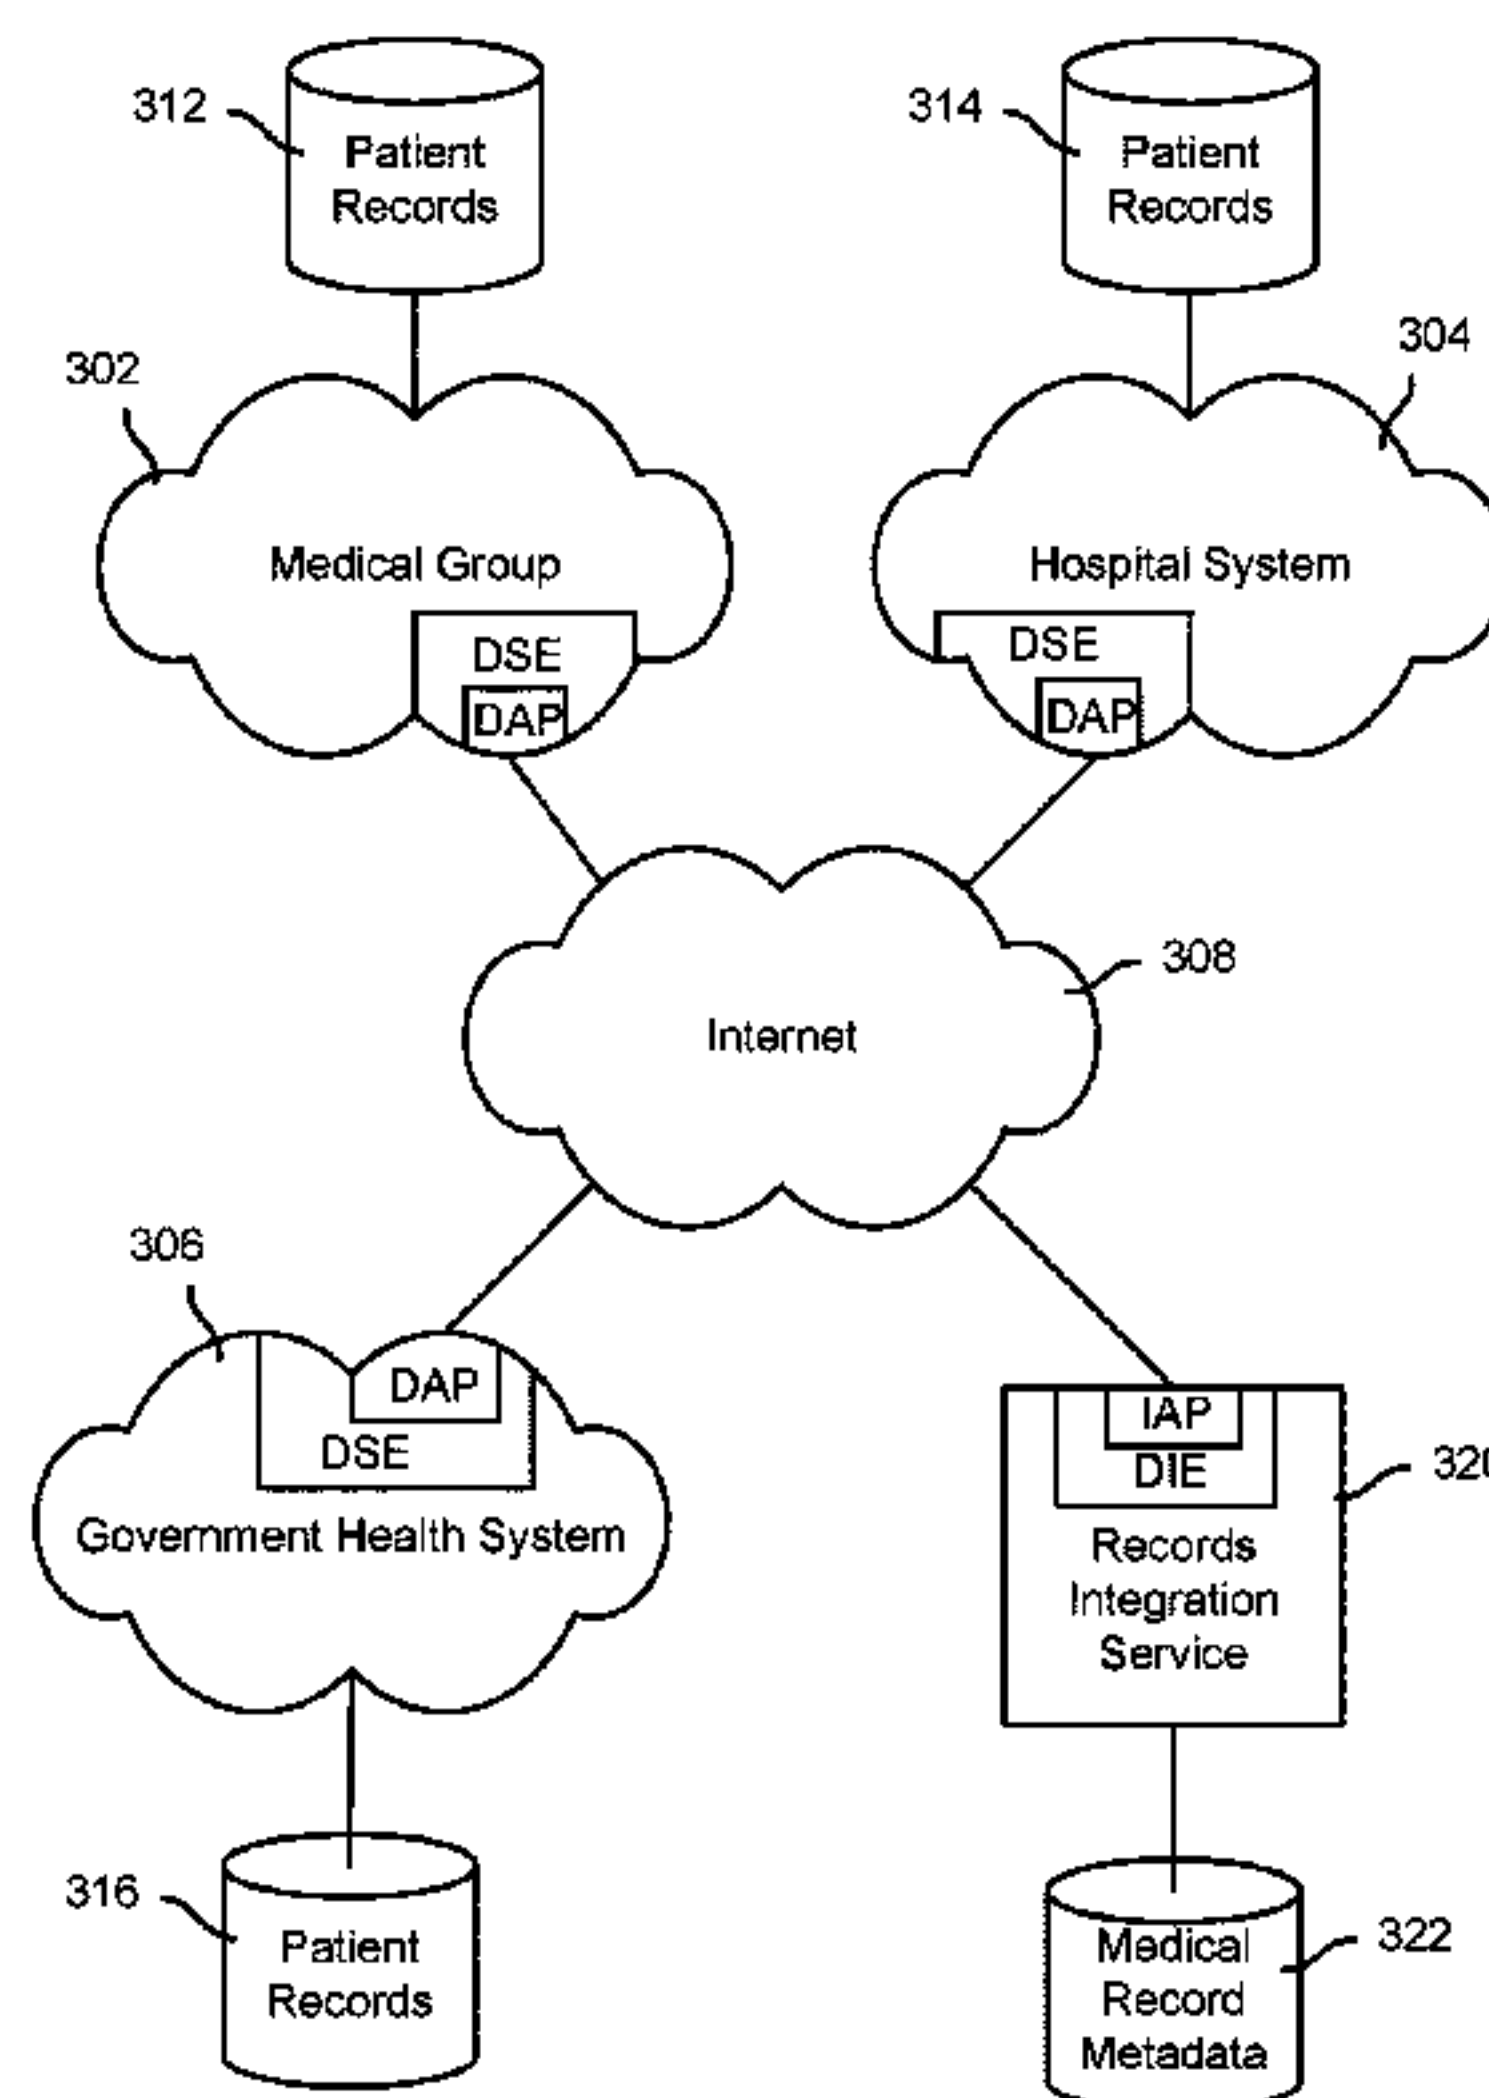 312
Patient
Records
314
Patient
Records
302
304
Medical Group
Hospital System
DSE
DAP
DSE
DAP
308
Internet
306
DAP
DSE
Government Health System
IAP
DIE
320
Records
Integration
Service
316
Patient
Records
322
Medical
Record
Metadata